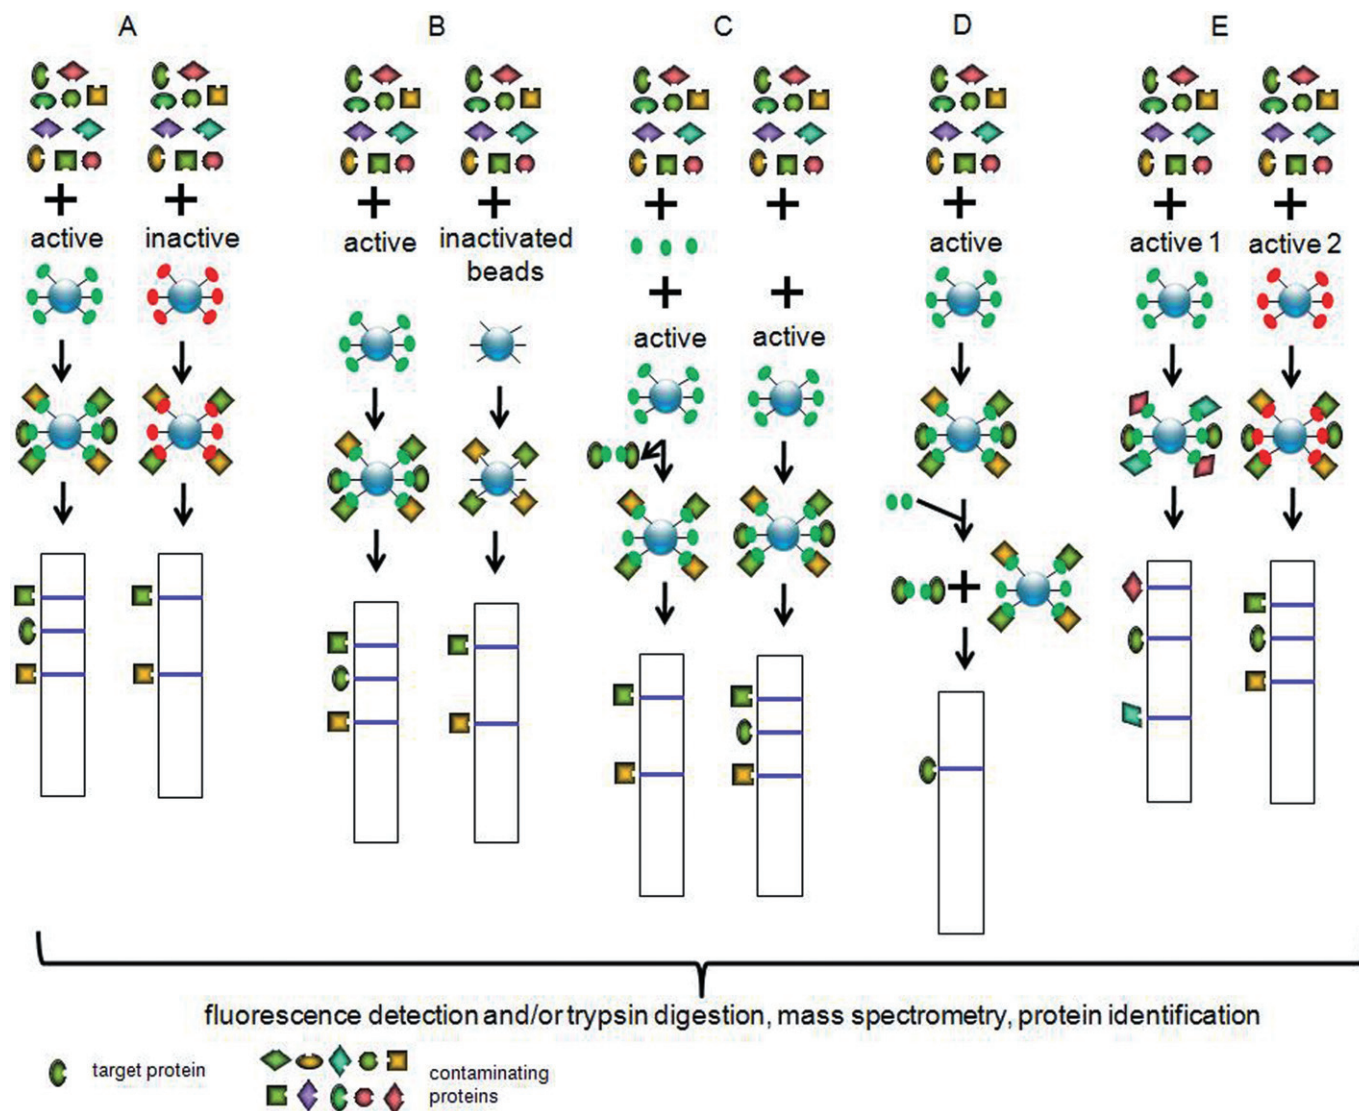 A B C D E
active inactive
active inactivated
beads
active active
active
active 1 active 2
fluorescence detection and/or trypsin digestion, mass spectrometry, protein identification
target protein
contaminating
proteins